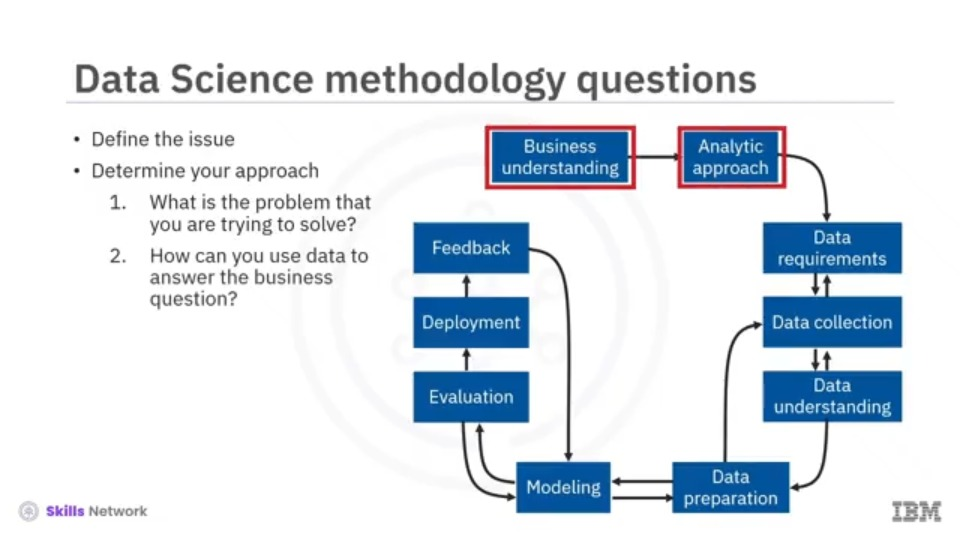 Data Science methodology questions
• Define the issue
• Determine your approach
1. What is the problem that
you are trying to solve?
2. How can you use data to
answer the business
question?
Business
understanding
Analytic
approach
Data
requirements
Data collection
Data
understanding
Data
preparation
Modeling
Evaluation
Deployment
Feedback
Skills Network
IBM